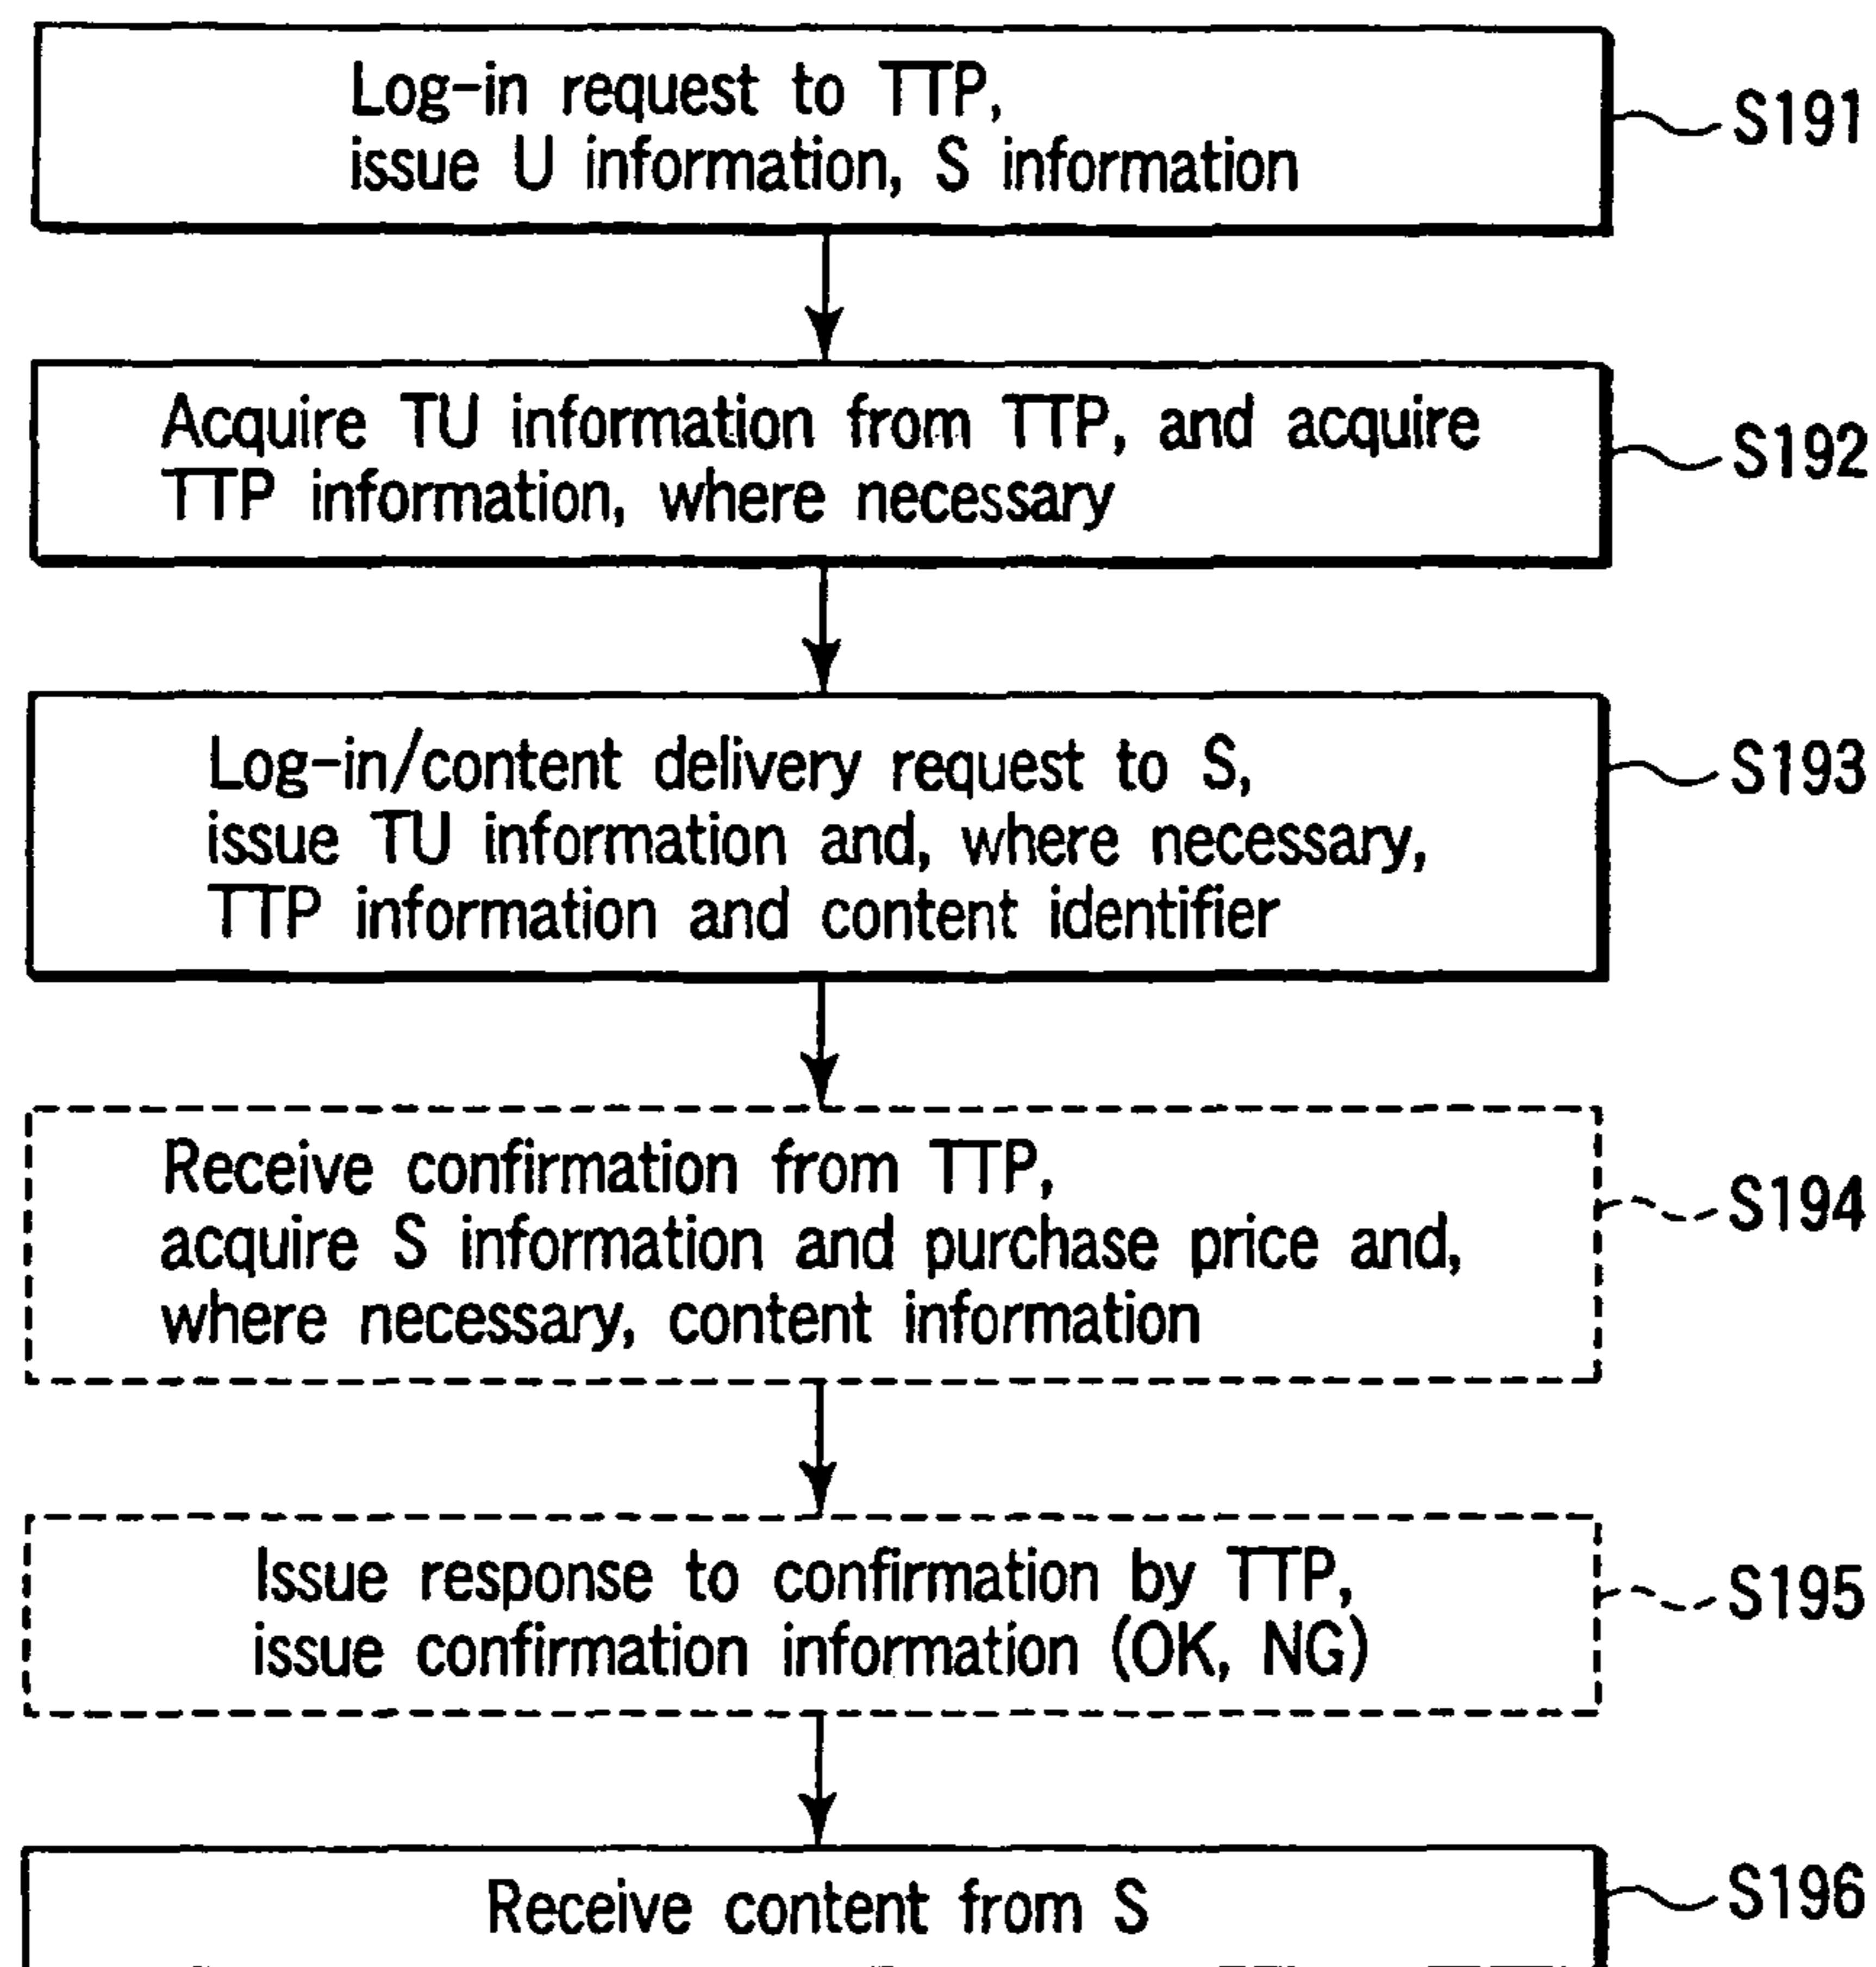 Log-in request to TTP,
issue U information, S information
S191
Acquire TU information from TTP, and acquire
TTP information, where necessary
S192
Log-in/content delivery request to S,
issue TU information and, where necessary,
TTP information and content identifier
S193
Receive confirmation from TTP,
acquire S information and purchase price and,
where necessary, content information
S194
Issue response to confirmation by TTP,
issue confirmation information (OK, NG)
S195
Receive content from S
S196